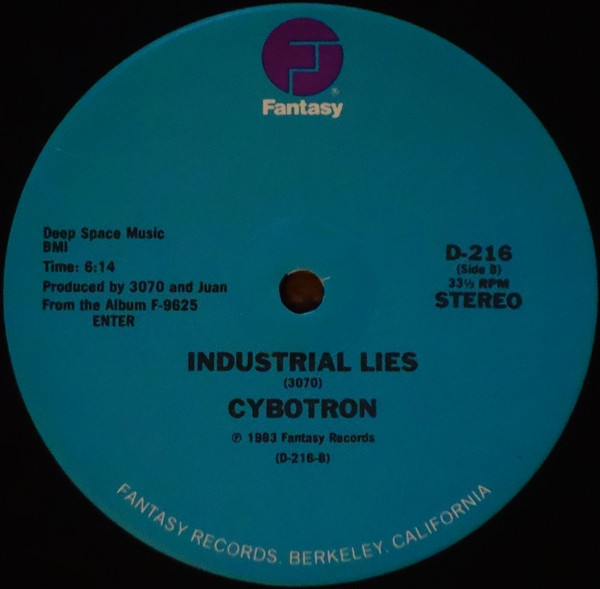 Fantasy
®
Deep Space Music
BMI
Time: 6:14
Produced by 3070 and Juan
From the Album F-9625
ENTER
D-216
(Side B)
33⅓ RPM
STEREO
INDUSTRIAL LIES
(3070)
CYBOTRON
℗ 1983 Fantasy Records
(D-216-B)
FANTASY RECORDS, BERKELEY, CALIFORNIA